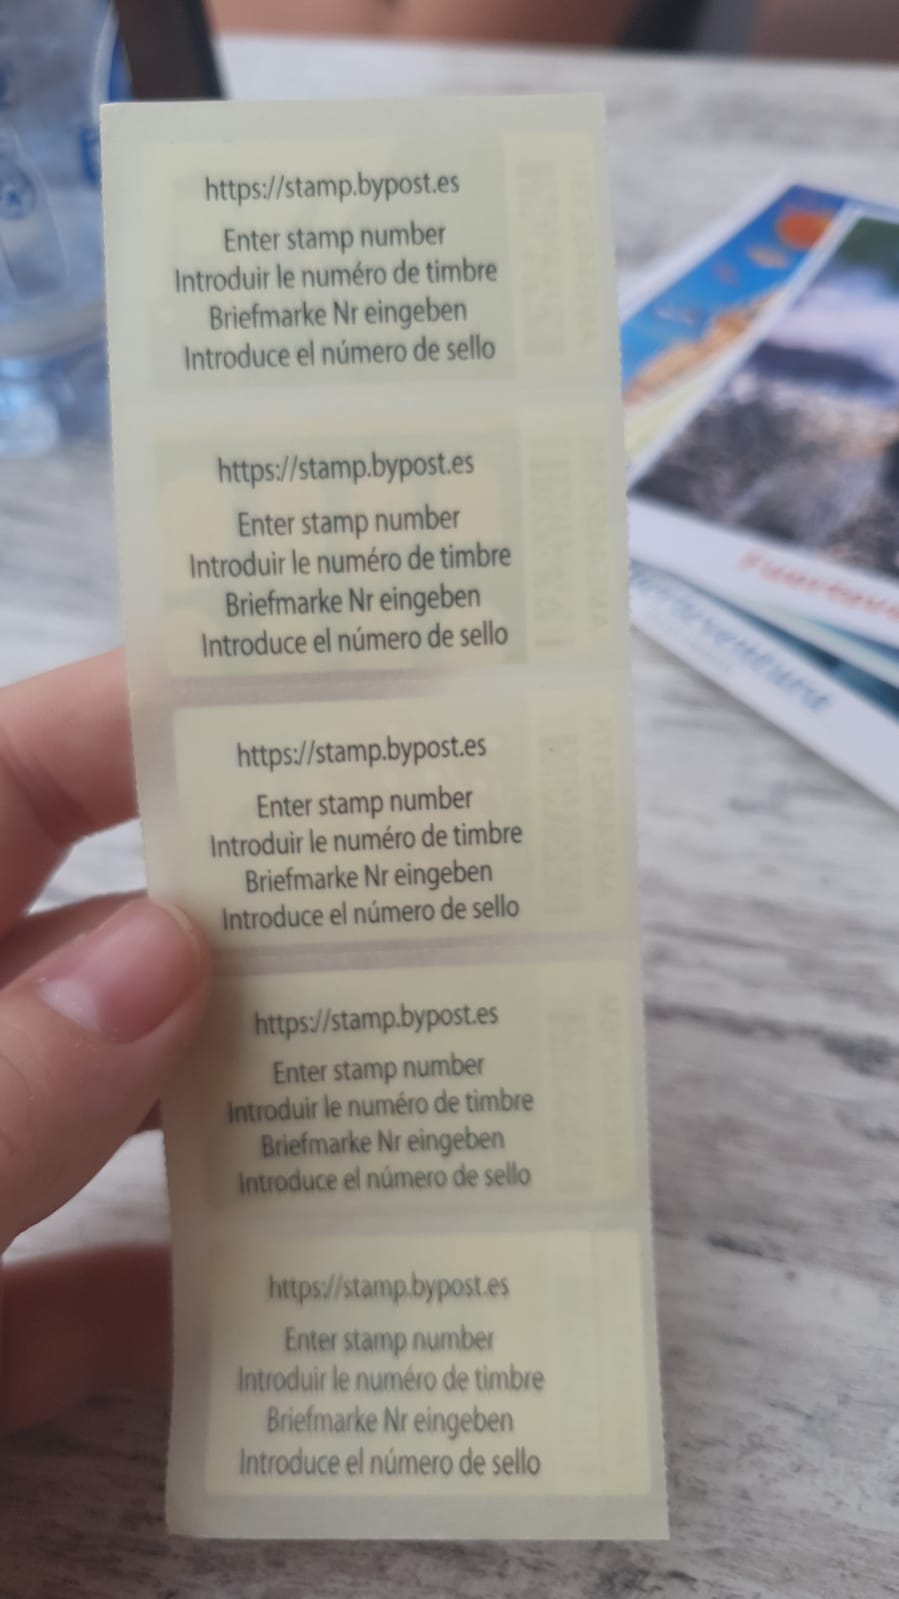 https://stamp.bypost.es
Enter stamp number
Introduir le numéro de timbre
Briefmarke Nr eingeben
Introduce el número de sello
https://stamp.bypost.es
Enter stamp number
Introduir le numéro de timbre
Briefmarke Nr eingeben
Introduce el número de sello
https://stamp.bypost.es
Enter stamp number
Introduir le numéro de timbre
Briefmarke Nr eingeben
Introduce el número de sello
https://stamp.bypost.es
Enter stamp number
Introduir le numéro de timbre
Briefmarke Nr eingeben
Introduce el número de sello
https://stamp.bypost.es
Enter stamp number
Introduir le numéro de timbre
Briefmarke Nr eingeben
Introduce el número de sello